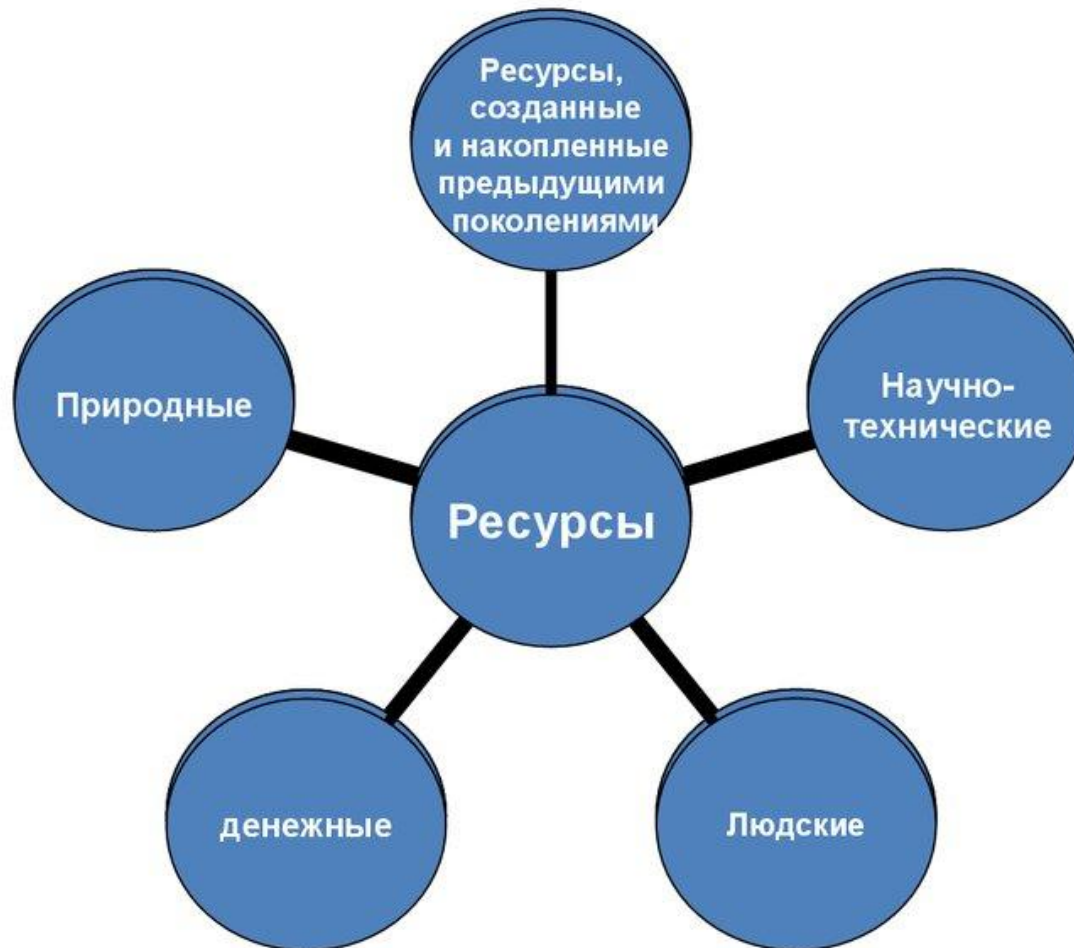 Ресурсы,
созданные
и накопленные
предыдущими
поколениями
Природные
Научно-
технические
Ресурсы
денежные
Людские